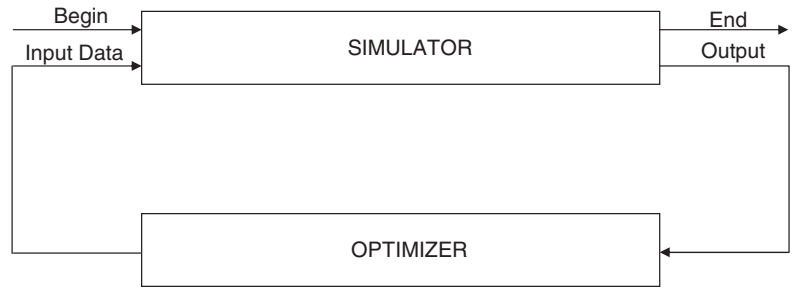 Begin
End
Input Data
SIMULATOR
Output
OPTIMIZER